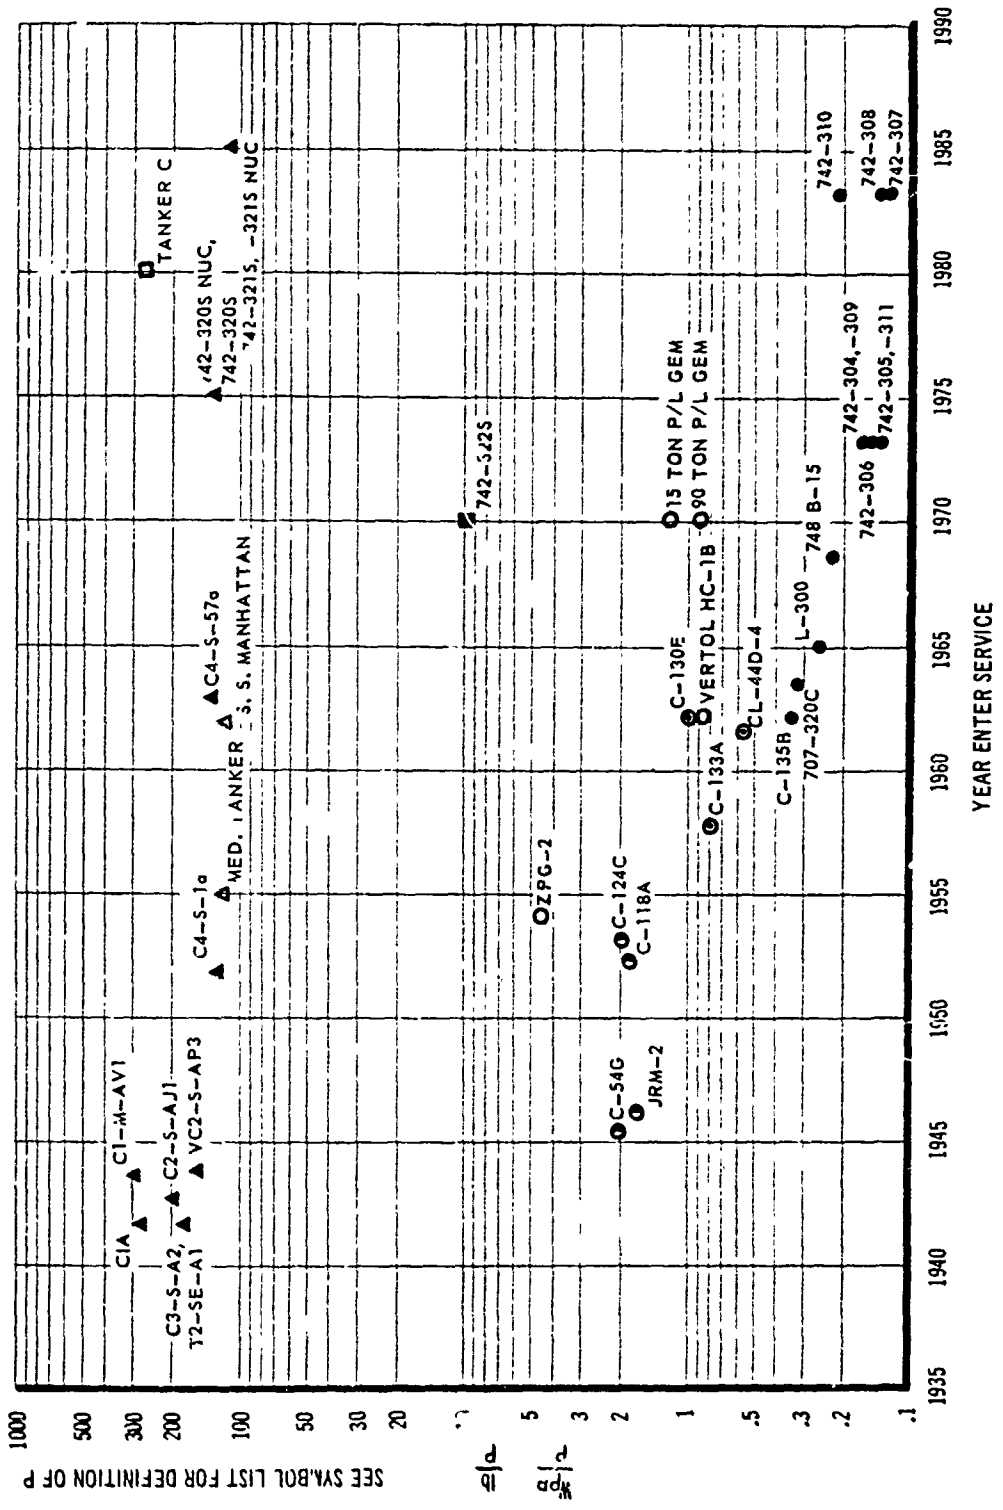 1000
500
300
200
100
50
30
20
5
3
2
1
.5
.3
.2
.1
SEE SYMBOL LIST FOR DEFINITION OF P
1935
1940
1945
1950
1955
1960
1965
1970
1975
1980
1985
1990
YEAR ENTER SERVICE
C1A
C1-M-AV1
C3-S-A2,
T2-SE-A1
C2-S-AJ1
VC2-S-AP3
C4-S-1a
MED. TANKER
C4-S-57a
S. S. MANHATTAN
742-320S NUC,
742-320S
742-321S, -321S NUC
TANKER C
742-322S
ZPG-2
C-124C
C-118A
C-54G
JRM-2
15 TON P/L GEM
90 TON P/L GEM
C-130E
VERTOL HC-1B
C-133A
CL-44D-4
C-135B
707-320C
L-300
748 B-15
742-306
742-304,-309
742-305,-311
742-310
742-308
742-307